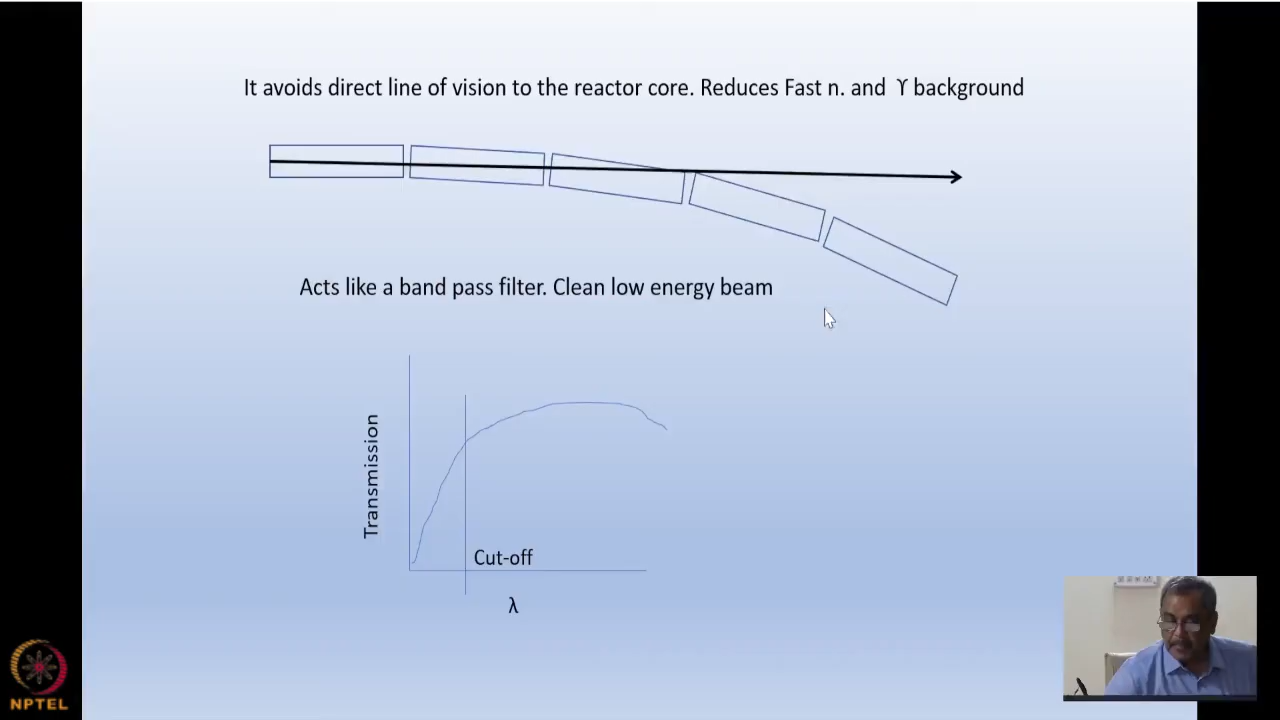 It avoids direct line of vision to the reactor core. Reduces Fast n. and ϒ background
Acts like a band pass filter. Clean low energy beam
Transmission
Cut-off
λ
NPTEL